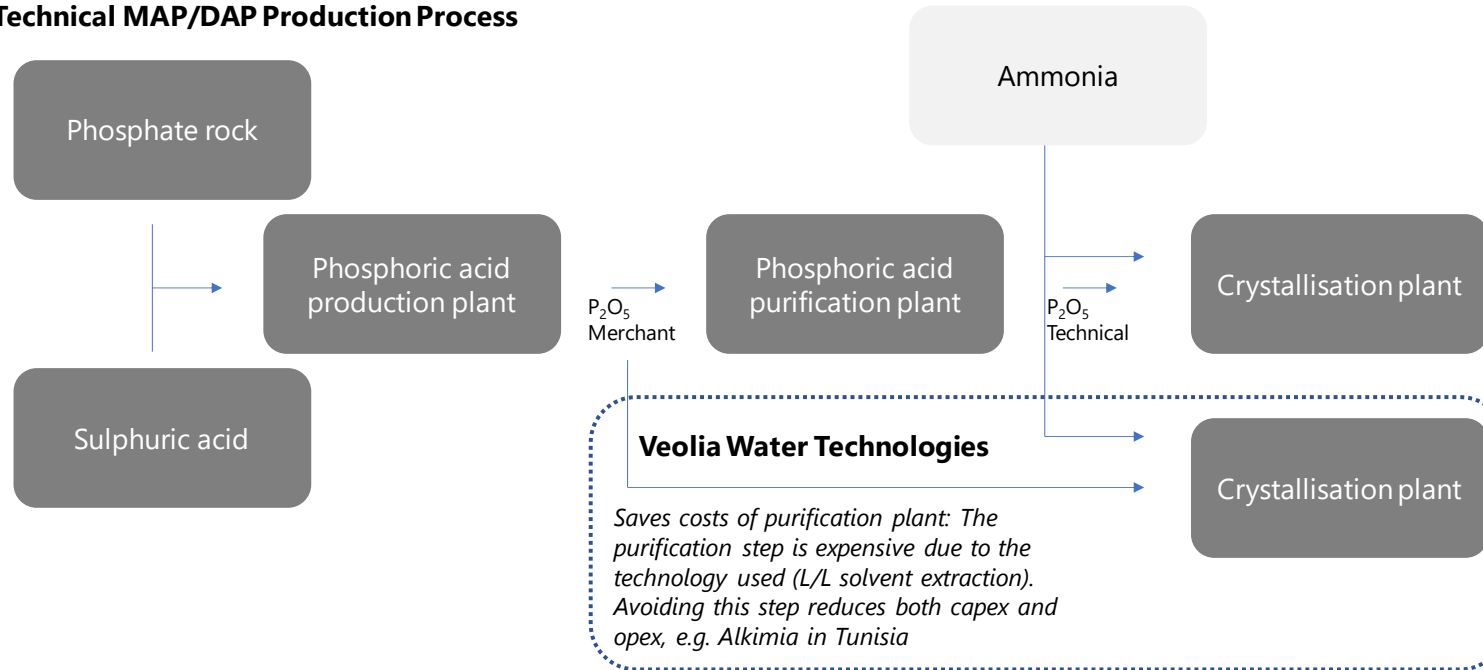 Technical MAP/DAP Production Process
Ammonia
Phosphate rock
Phosphoric acid
production plant
P₂O₅
Merchant
Phosphoric acid
purification plant
P₂O₅
Technical
Crystallisation plant
Sulphuric acid
Veolia Water Technologies
Crystallisation plant
Saves costs of purification plant: The
purification step is expensive due to the
technology used (L/L solvent extraction).
Avoiding this step reduces both capex and
opex, e.g. Alkimia in Tunisia